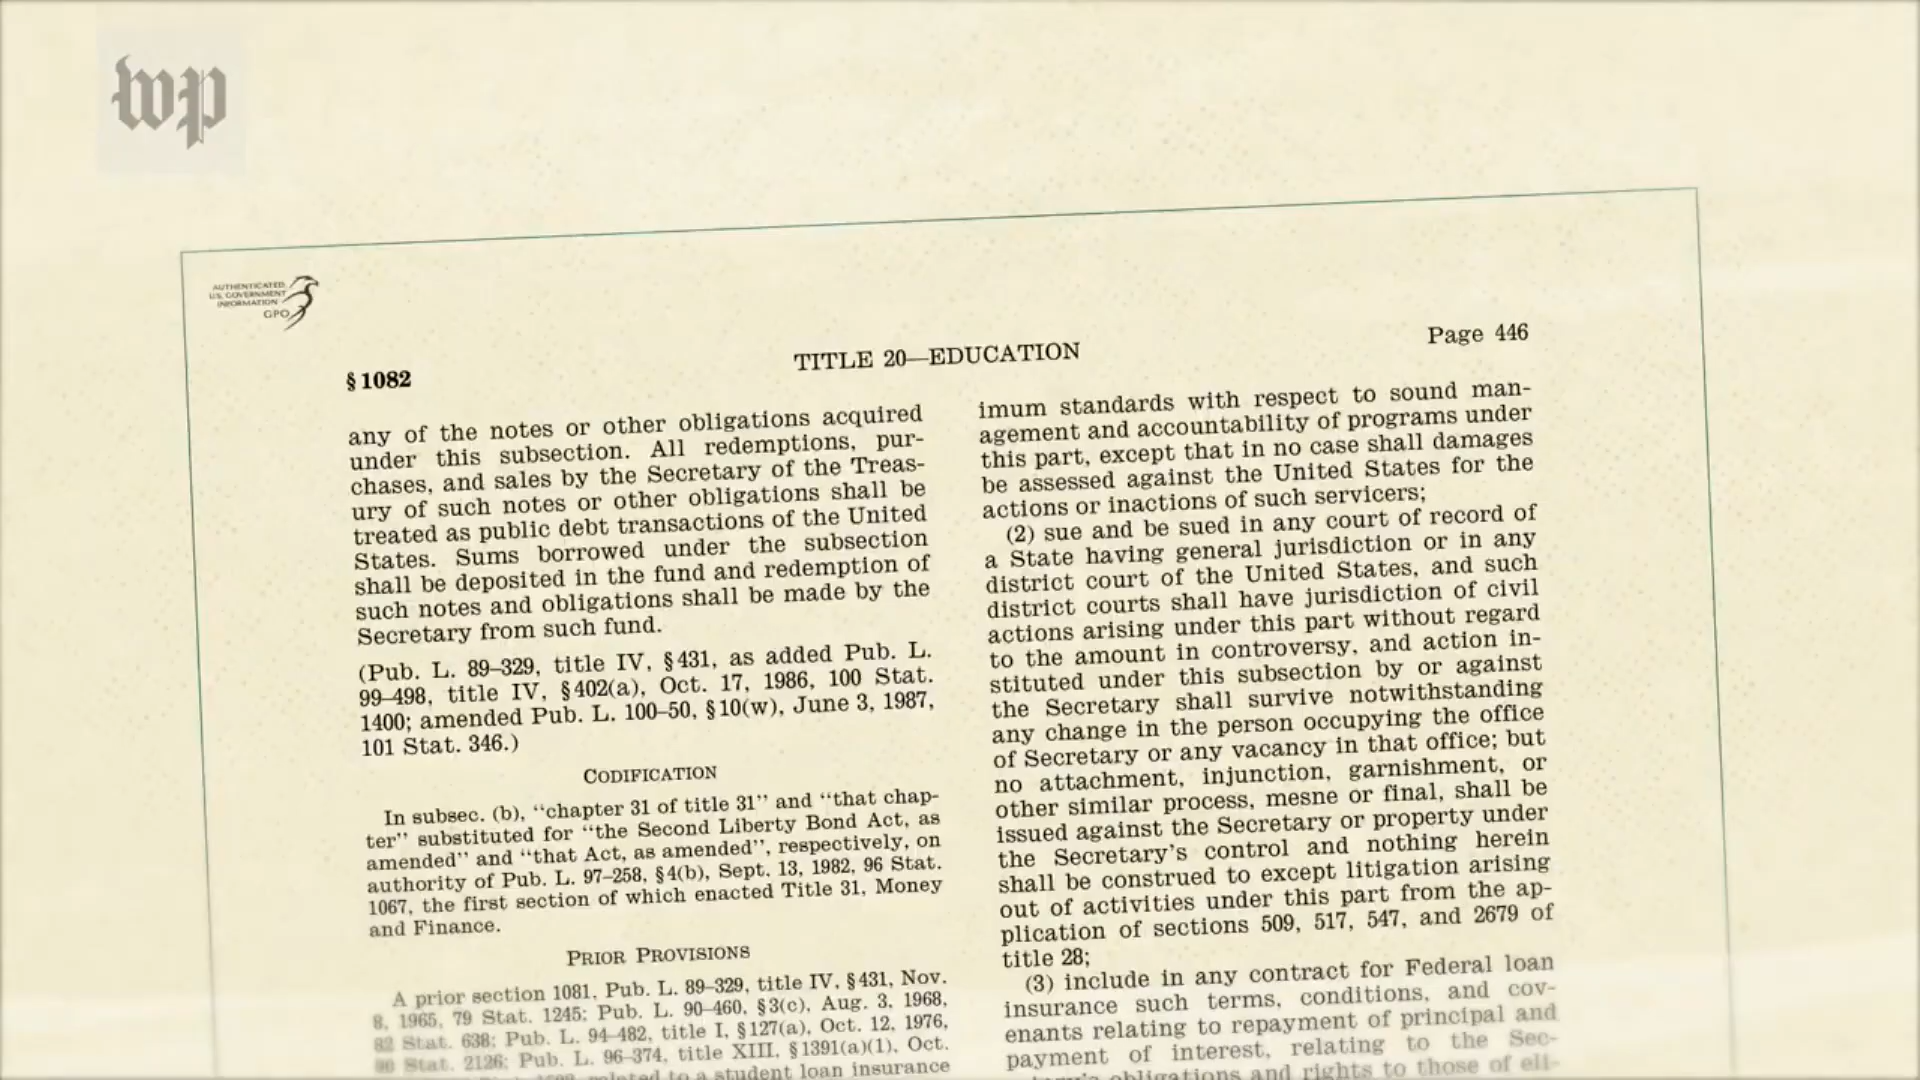 wp
AUTHENTICATED
U.S. GOVERNMENT
INFORMATION
GPO
§ 1082
TITLE 20—EDUCATION
Page 446
any of the notes or other obligations acquired
under this subsection. All redemptions, pur-
chases, and sales by the Secretary of the Treas-
ury of such notes or other obligations shall be
treated as public debt transactions of the United
States. Sums borrowed under the subsection
shall be deposited in the fund and redemption of
such notes and obligations shall be made by the
Secretary from such fund.
(Pub. L. 89–329, title IV, § 431, as added Pub. L.
99–498, title IV, § 402(a), Oct. 17, 1986, 100 Stat.
1400; amended Pub. L. 100–50, § 10(w), June 3, 1987,
101 Stat. 346.)
CODIFICATION
In subsec. (b), “chapter 31 of title 31” and “that chap-
ter” substituted for “the Second Liberty Bond Act, as
amended” and “that Act, as amended”, respectively, on
authority of Pub. L. 97–258, § 4(b), Sept. 13, 1982, 96 Stat.
1067, the first section of which enacted Title 31, Money
and Finance.
PRIOR PROVISIONS
A prior section 1081, Pub. L. 89–329, title IV, § 431, Nov.
8, 1965, 79 Stat. 1245; Pub. L. 90–460, § 3(c), Aug. 3, 1968,
82 Stat. 638; Pub. L. 94–482, title I, § 127(a), Oct. 12, 1976,
90 Stat. 2126; Pub. L. 96–374, title XIII, § 1391(a)(1), Oct.
related to a student loan insurance
imum standards with respect to sound man-
agement and accountability of programs under
this part, except that in no case shall damages
be assessed against the United States for the
actions or inactions of such servicers;
(2) sue and be sued in any court of record of
a State having general jurisdiction or in any
district court of the United States, and such
district courts shall have jurisdiction of civil
actions arising under this part without regard
to the amount in controversy, and action in-
stituted under this subsection by or against
the Secretary shall survive notwithstanding
any change in the person occupying the office
of Secretary or any vacancy in that office; but
no attachment, injunction, garnishment, or
other similar process, mesne or final, shall be
issued against the Secretary or property under
the Secretary’s control and nothing herein
shall be construed to except litigation arising
out of activities under this part from the ap-
plication of sections 509, 517, 547, and 2679 of
title 28;
(3) include in any contract for Federal loan
insurance such terms, conditions, and cov-
enants relating to repayment of principal and
payment of interest, relating to the Sec-
obligations and rights to those of eli-